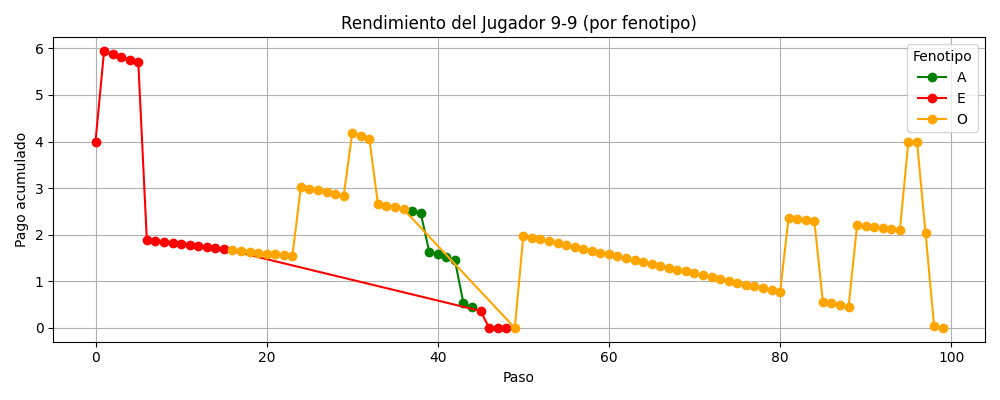 Rendimiento del Jugador 9-9 (por fenotipo)
Pago acumulado
6
5
4
3
2
1
0
0 20 40 60 80 100
Paso
Fenotipo
A
E
O